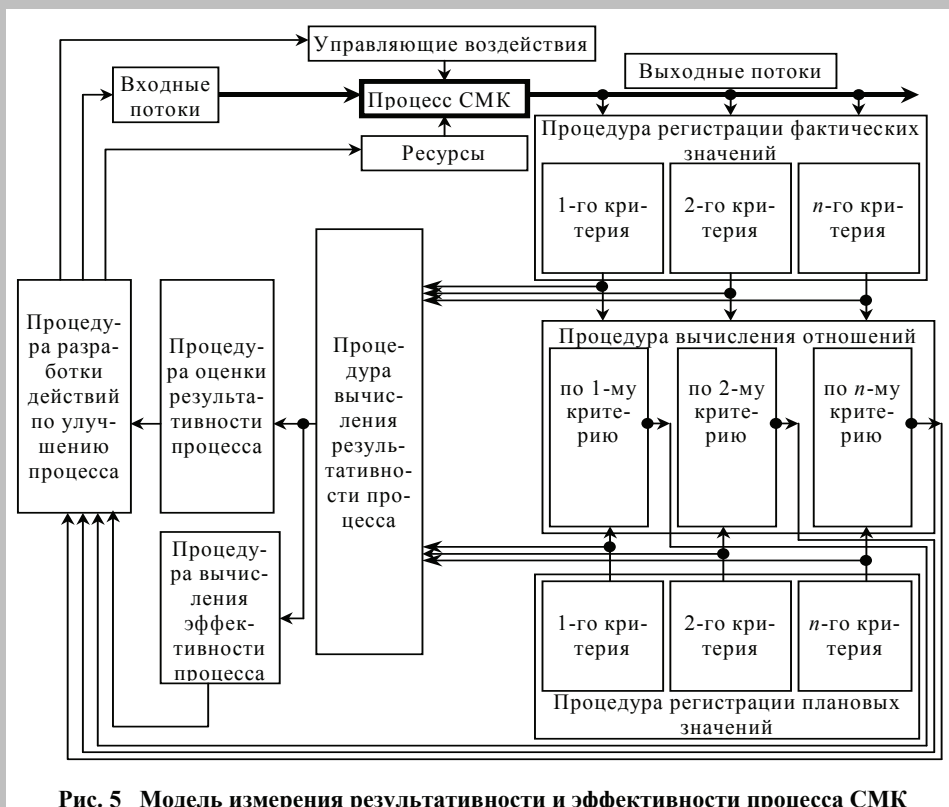 Управляющие воздействия
Выходные потоки
Входные
потоки
Процесс СМК
Ресурсы
Процедура регистрации фактических
значений
1-го кри-
терия
2-го кри-
терия
n-го кри-
терия
Процеду-
ра разра-
ботки
действий
по улуч-
шению
процесса
Процеду-
ра оценки
результа-
тивности
процесса
Проце-
дура
вычис-
ления
резуль-
тативно-
сти про-
цесса
Процедура вычисления отношений
по 1-му
крите-
рию
по 2-му
крите-
рию
по n-му
крите-
рию
Процеду-
ра вычис-
ления
эффек-
тивности
процесса
1-го кри-
терия
2-го кри-
терия
n-го кри-
терия
Процедура регистрации плановых
значений
Рис. 5 Модель измерения результативности и эффективности процесса СМК